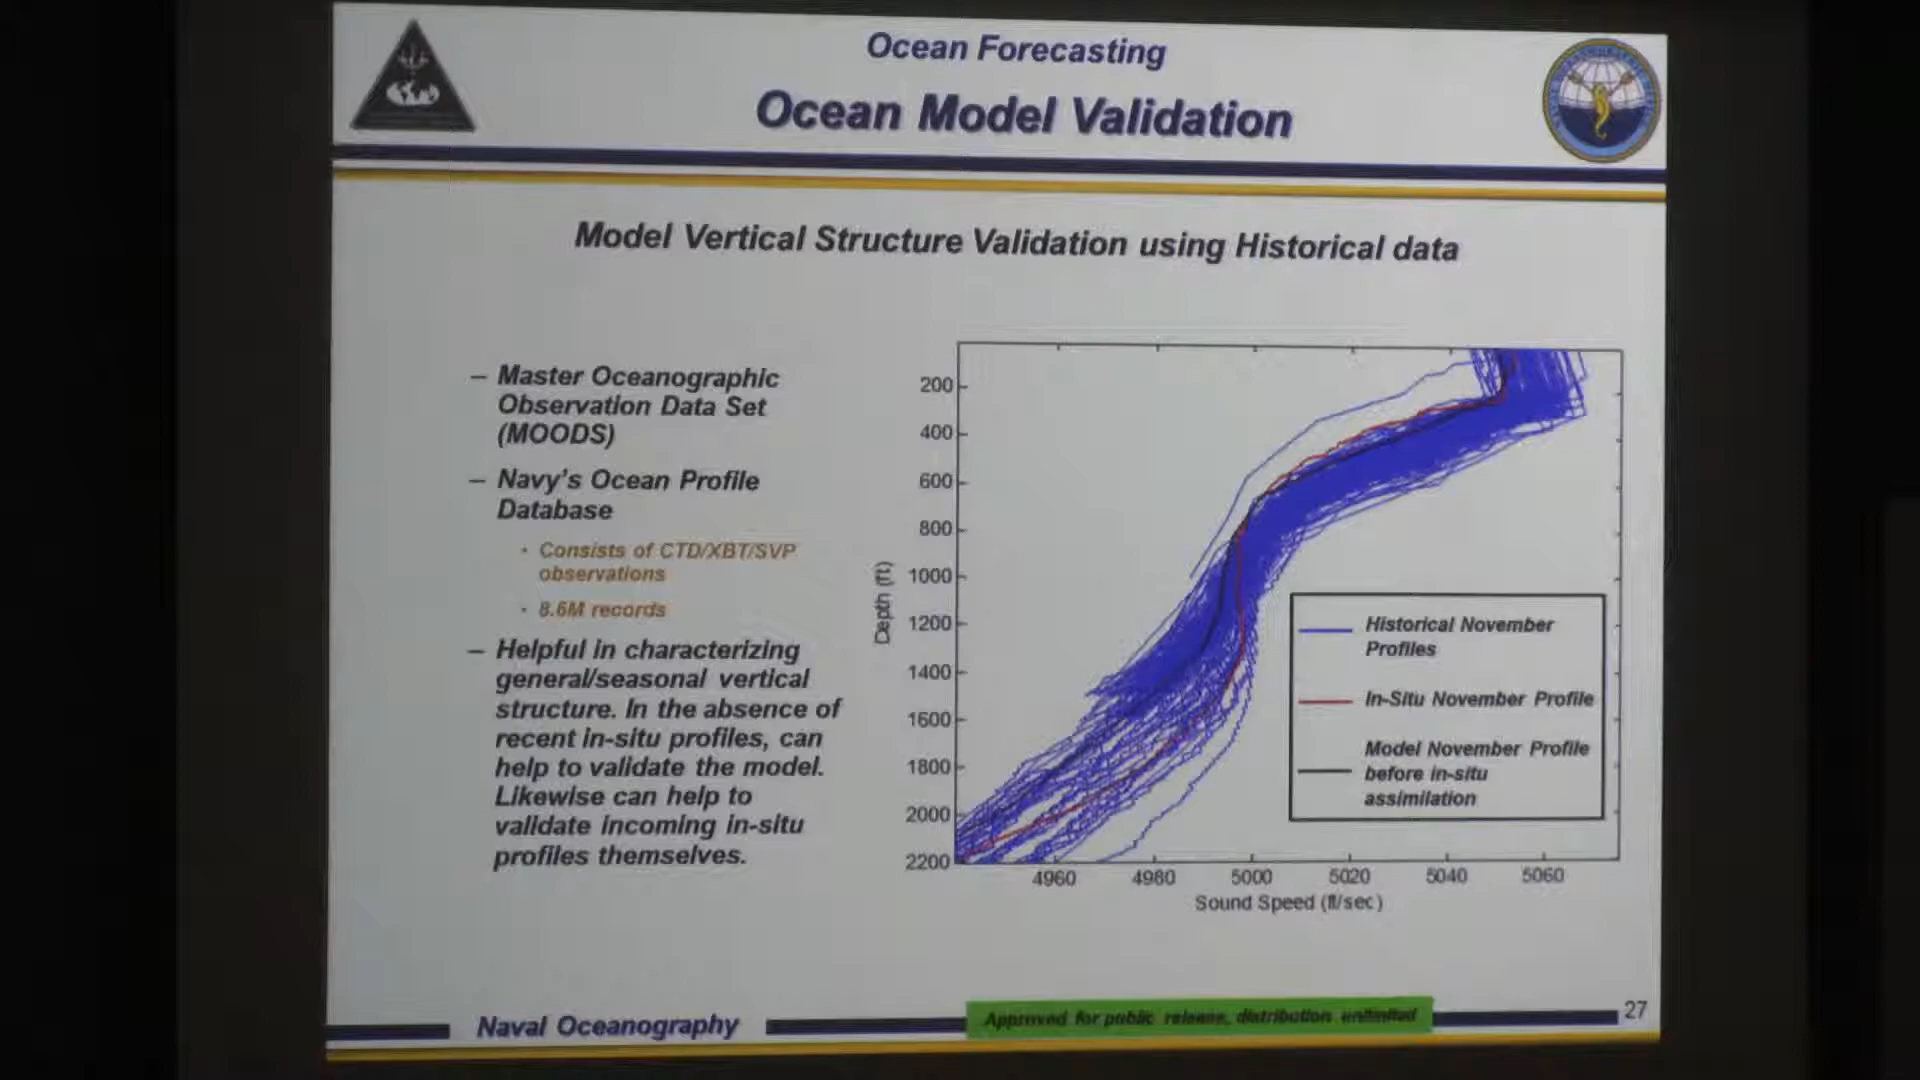 Ocean Forecasting
Ocean Model Validation
Model Vertical Structure Validation using Historical data
– Master Oceanographic
Observation Data Set
(MOODS)
– Navy's Ocean Profile
Database
· Consists of CTD/XBT/SVP
observations
· 8.6M records
– Helpful in characterizing
general/seasonal vertical
structure. In the absence of
recent in-situ profiles, can
help to validate the model.
Likewise can help to
validate incoming in-situ
profiles themselves.
Depth (ft)
200
400
600
800
1000
1200
1400
1600
1800
2000
2200
4960 4980 5000 5020 5040 5060
Sound Speed (ft/sec)
Historical November
Profiles
In-Situ November Profile
Model November Profile
before in-situ
assimilation
Naval Oceanography
Approved for public release, distribution unlimited
27